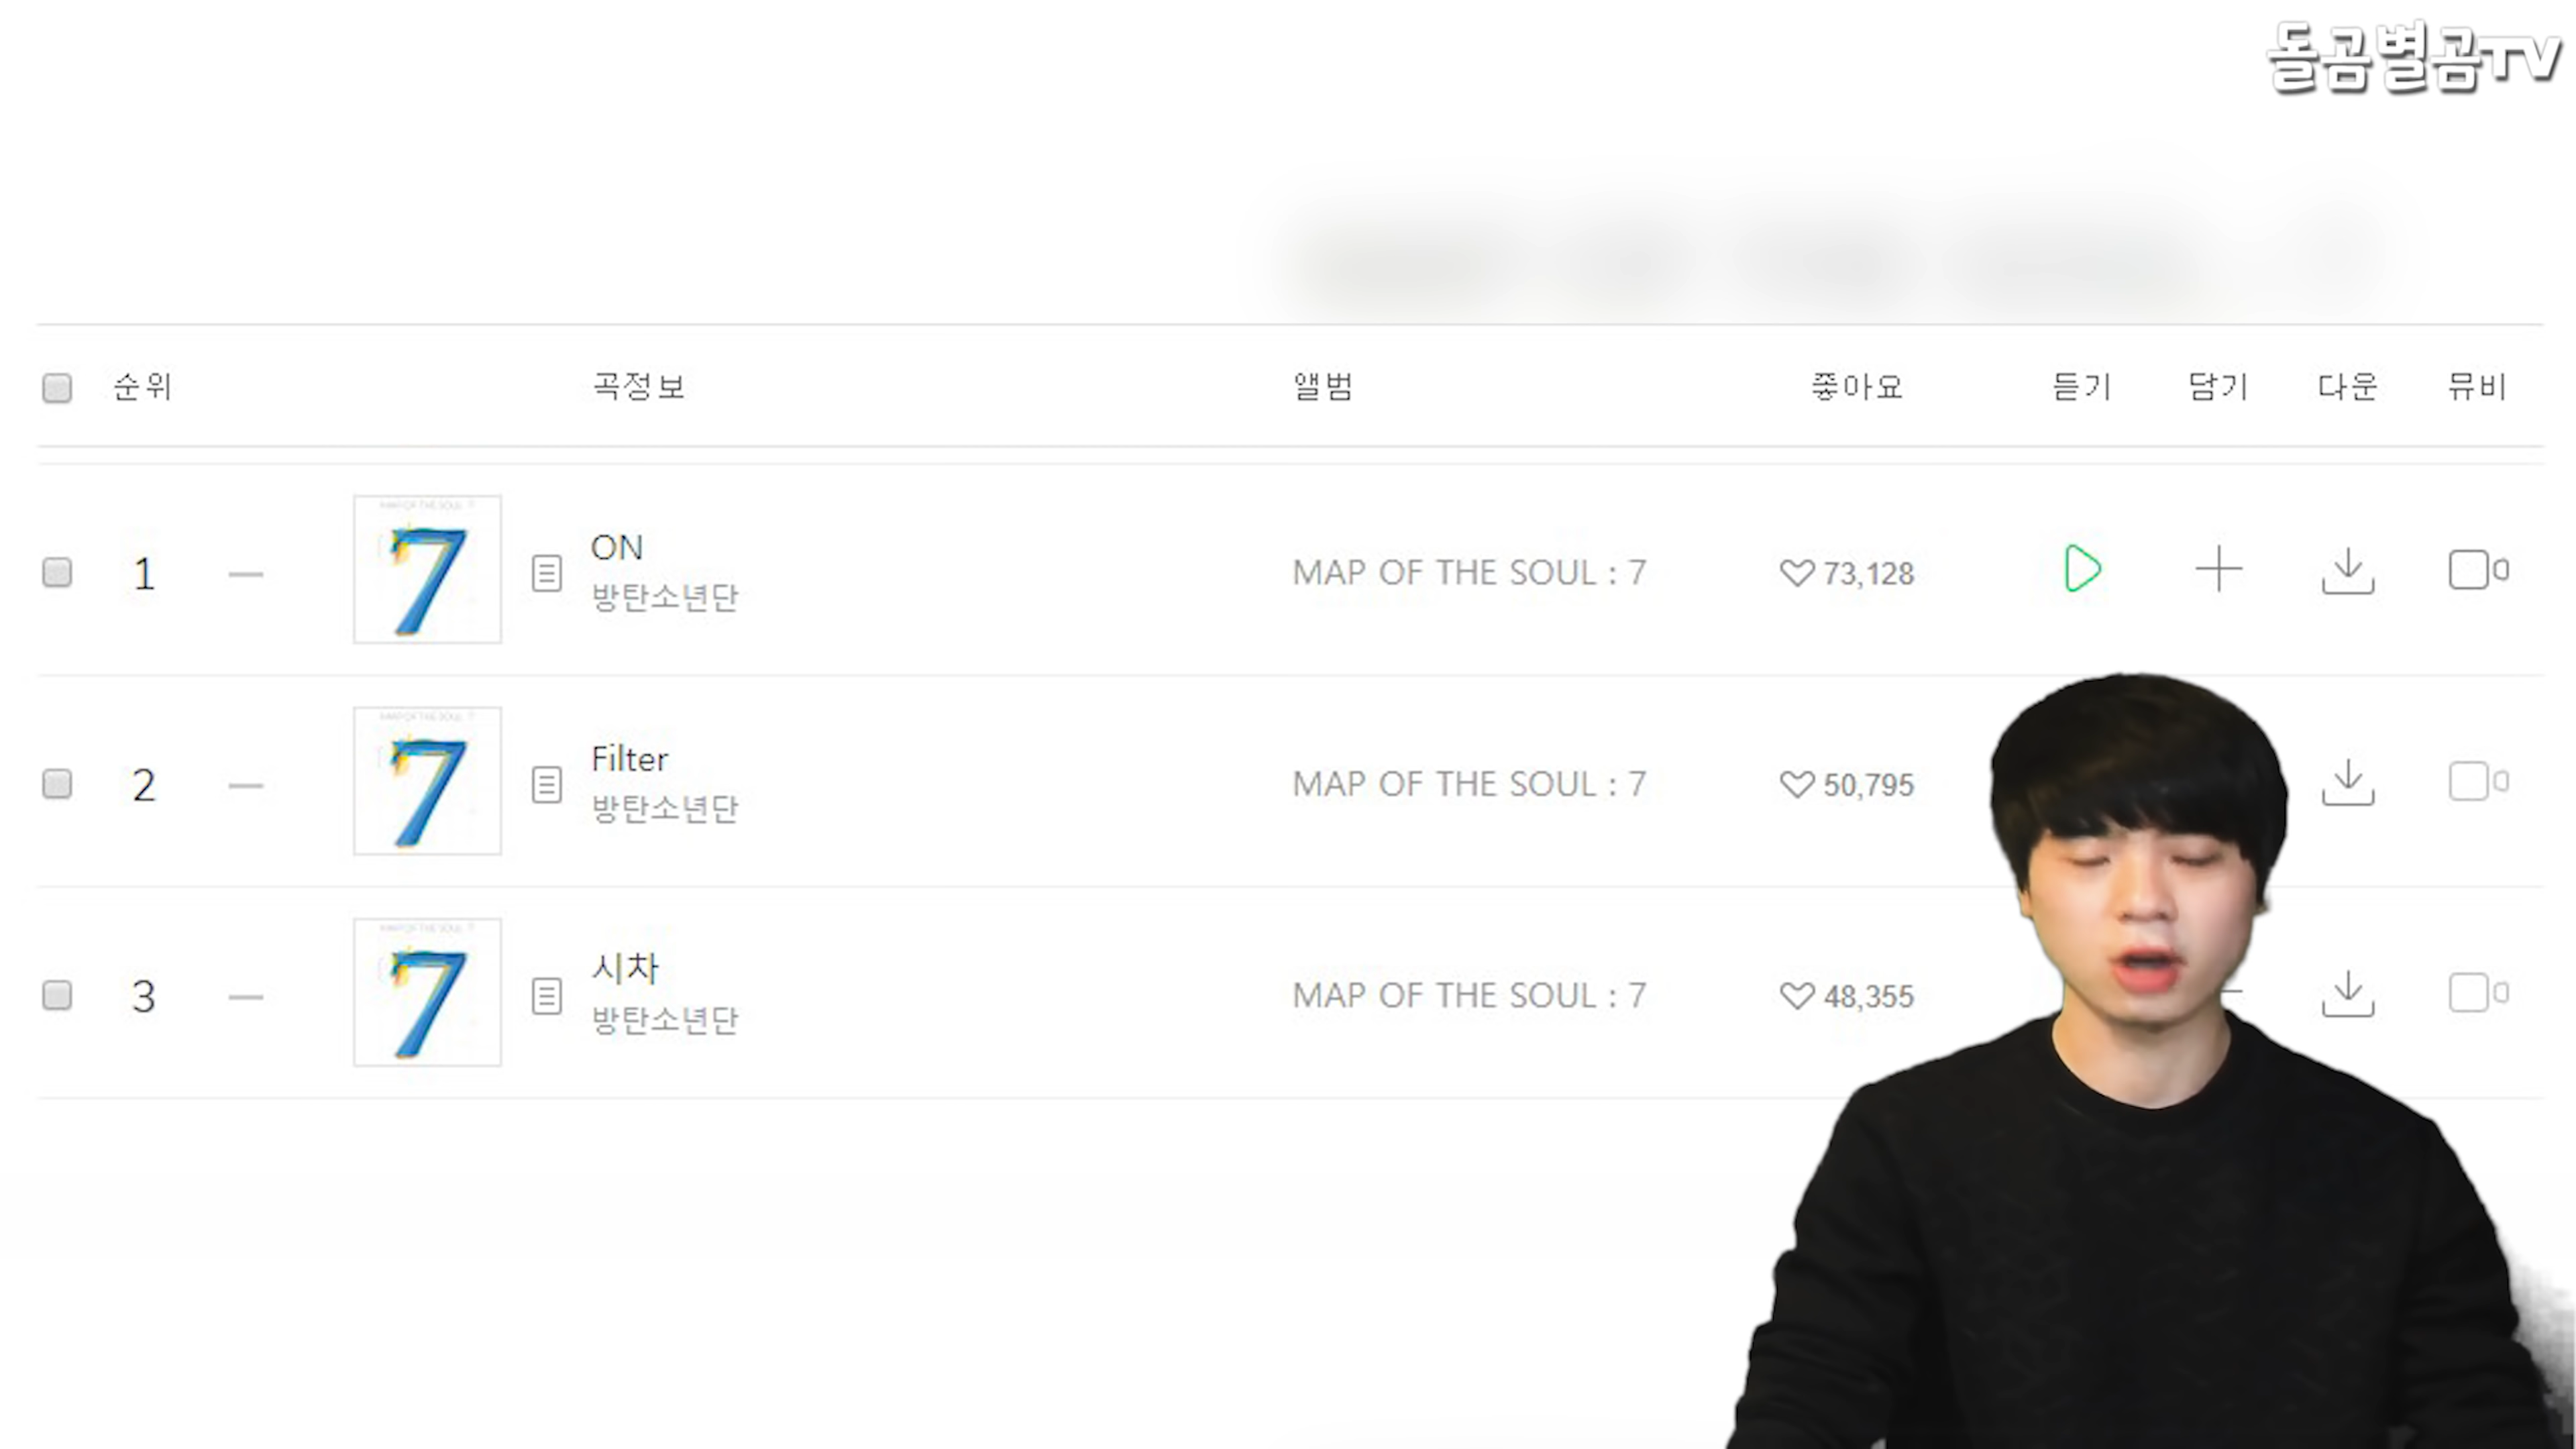 돌곰별곰TV
순위 곡정보 앨범 좋아요 듣기 담기 다운 뮤비
1 ON MAP OF THE SOUL : 7 73,128
방탄소년단
2 Filter MAP OF THE SOUL : 7 50,795
방탄소년단
3 시차 MAP OF THE SOUL : 7 48,355
방탄소년단